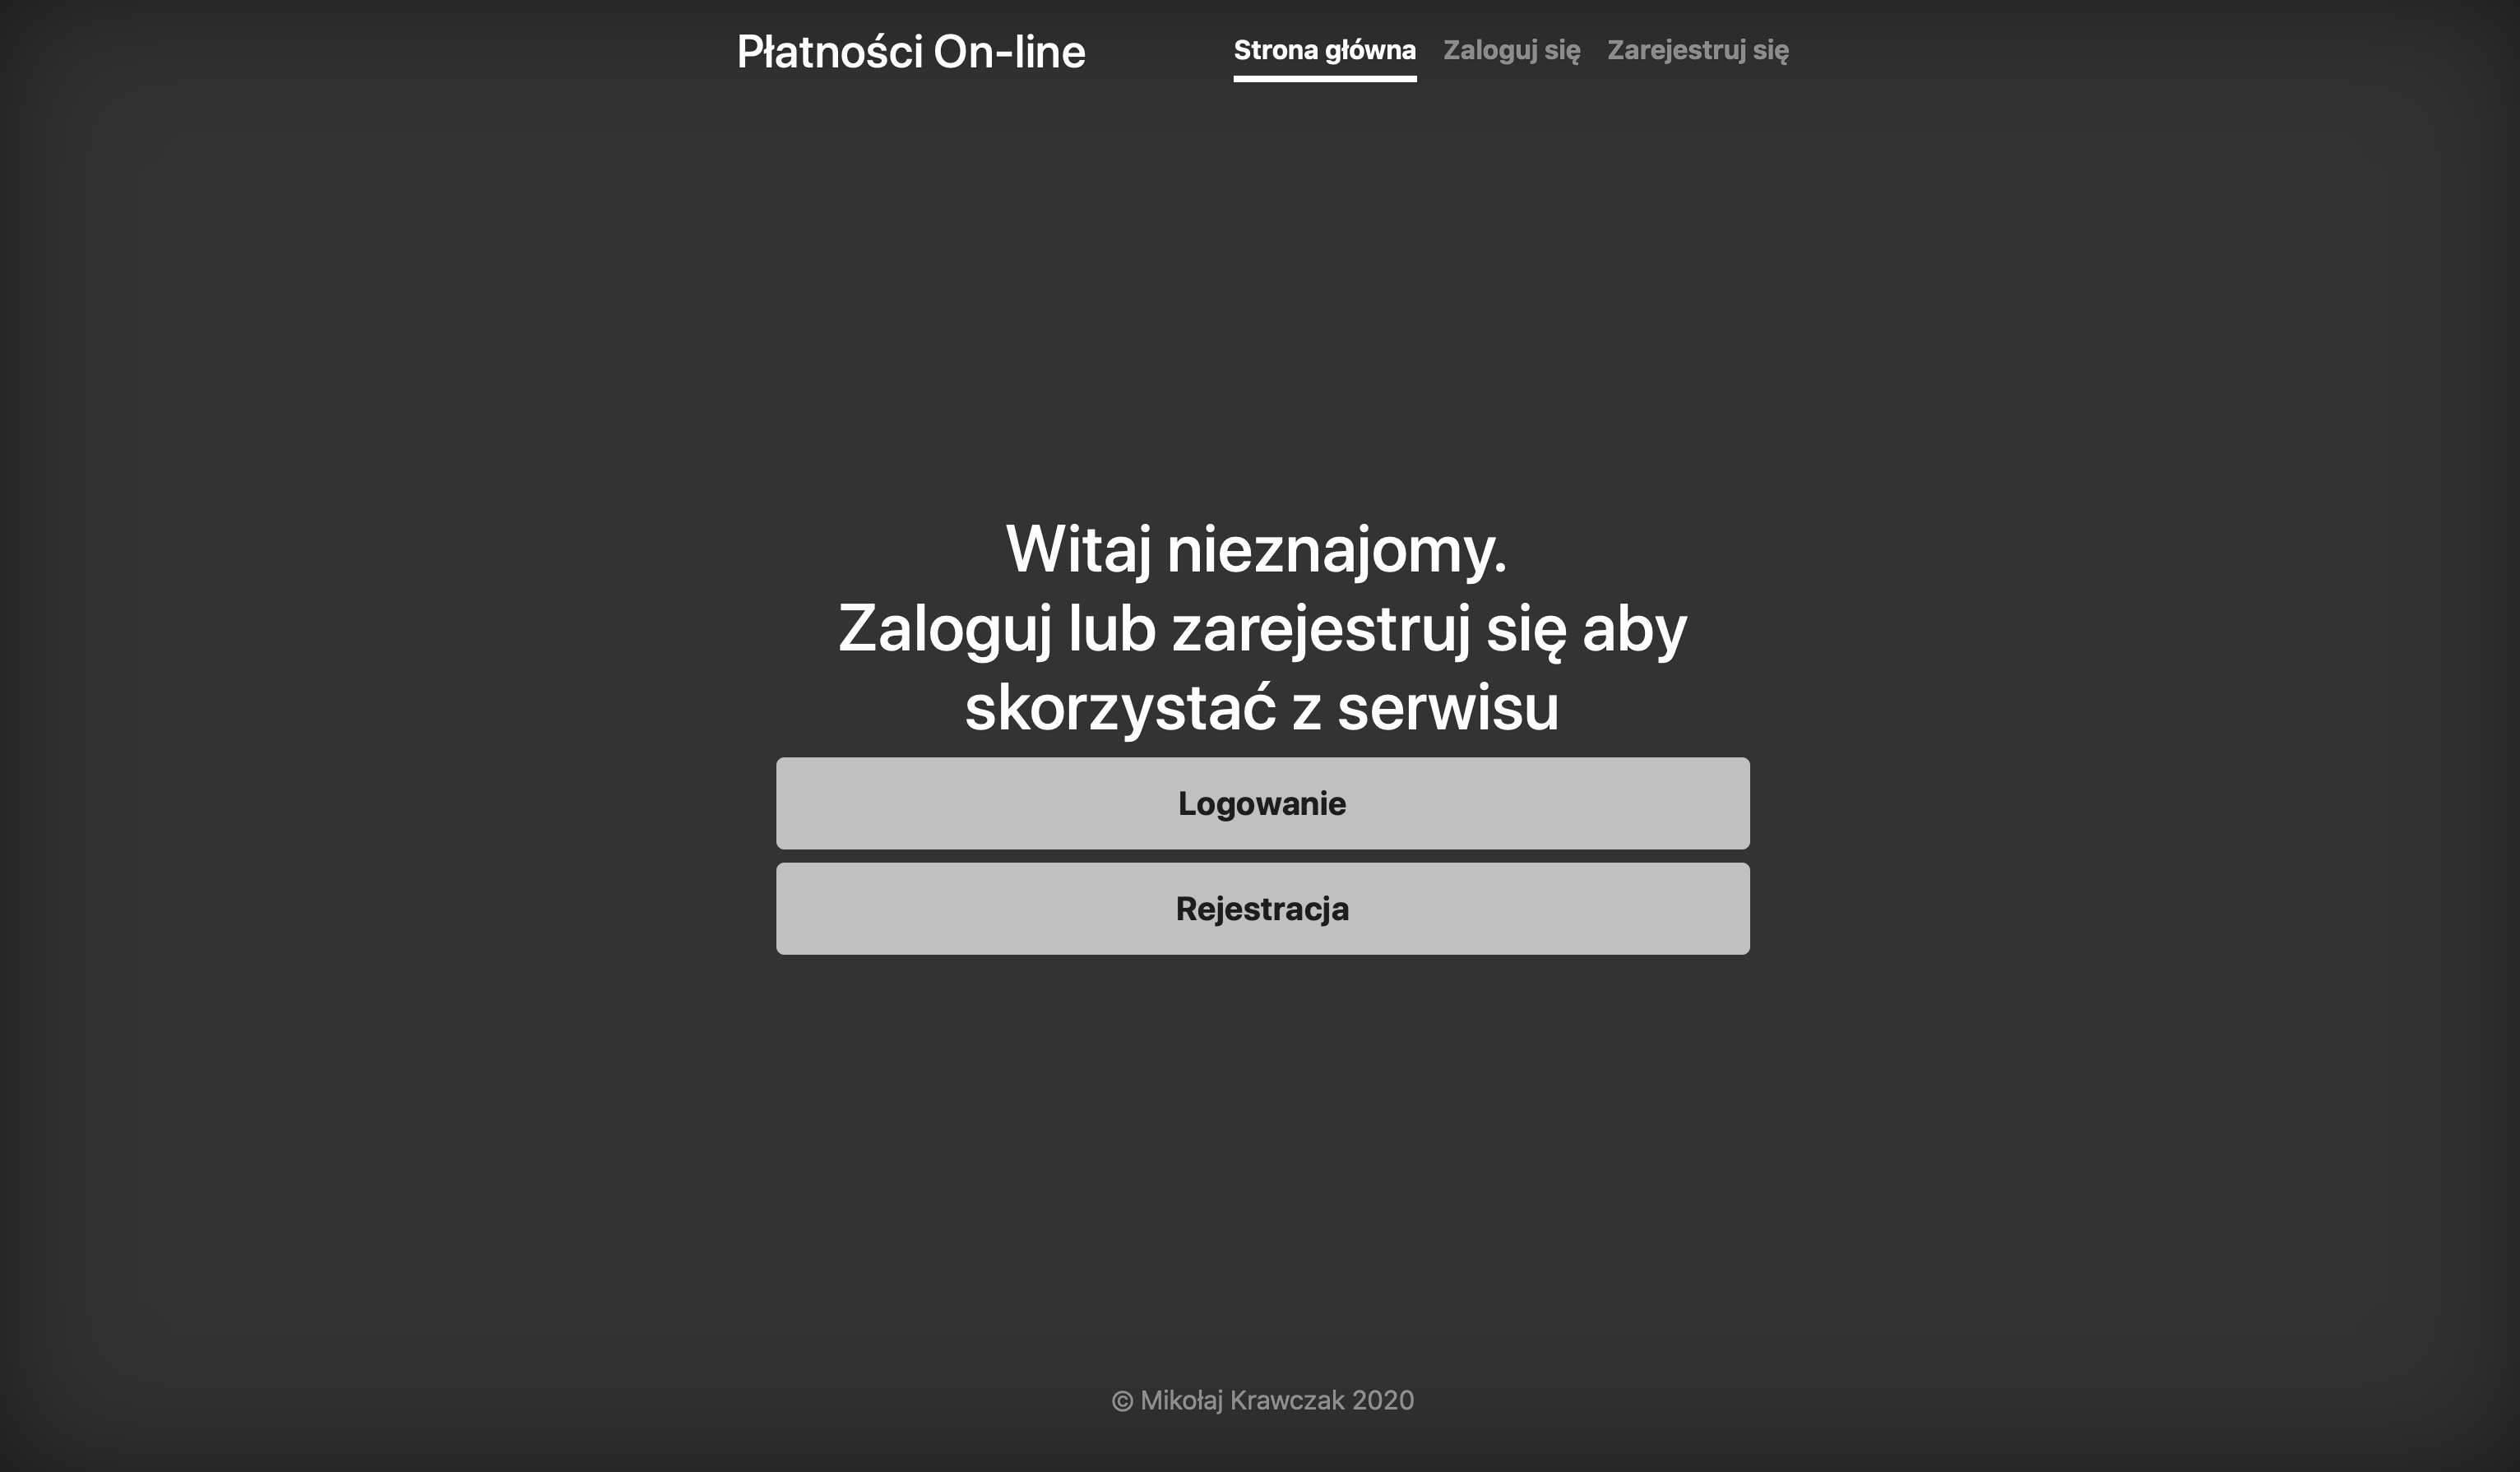 Płatności On-line
Strona główna Zaloguj się Zarejestruj się
Witaj nieznajomy.
Zaloguj lub zarejestruj się aby
skorzystać z serwisu
Logowanie
Rejestracja
© Mikołaj Krawczak 2020